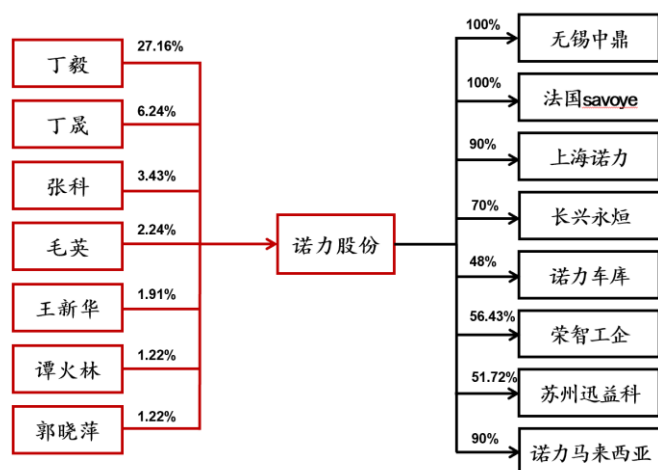 丁毅
27.16%
丁晟
6.24%
张科
3.43%
毛英
2.24%
王新华
1.91%
谭火林
1.22%
郭晓萍
1.22%
诺力股份
100%
无锡中鼎
100%
法国savoye
90%
上海诺力
70%
长兴永烜
48%
诺力车库
56.43%
荣智工企
51.72%
苏州迅益科
90%
诺力马来西亚